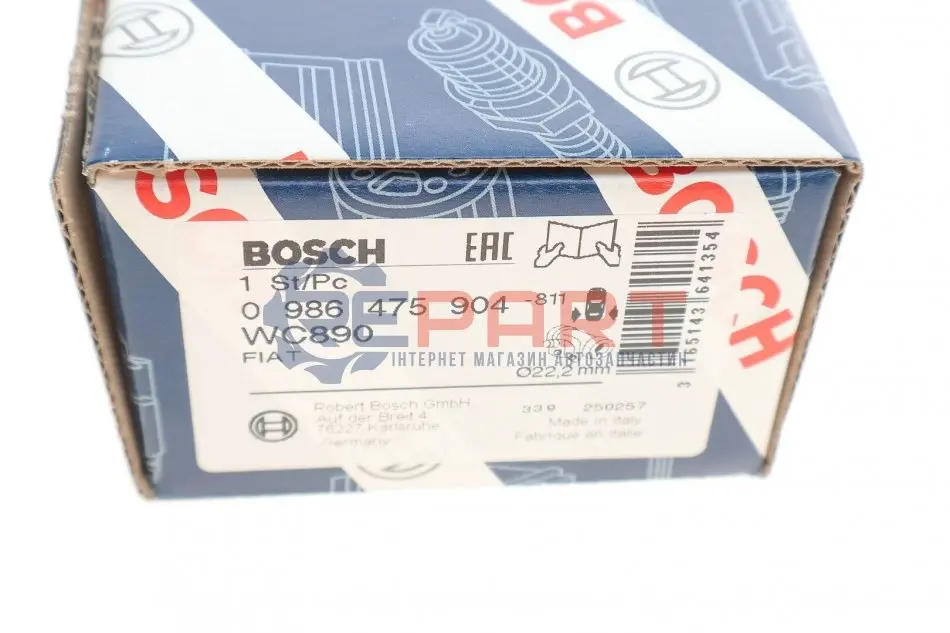 BOSCH
BOSCH
BOSCH EAC
1 St/Pc
0 986 475 904 -811
WC890
FIAT
Ø22,2 mm
3 165143 641354
EPART
ІНТЕРНЕТ МАГАЗИН АВТОЗАПЧАСТИН
Robert Bosch GmbH
Auf der Breit 4
76227 Karlsruhe
Germany
339 250257
Made in Italy
Fabriqué en Italie